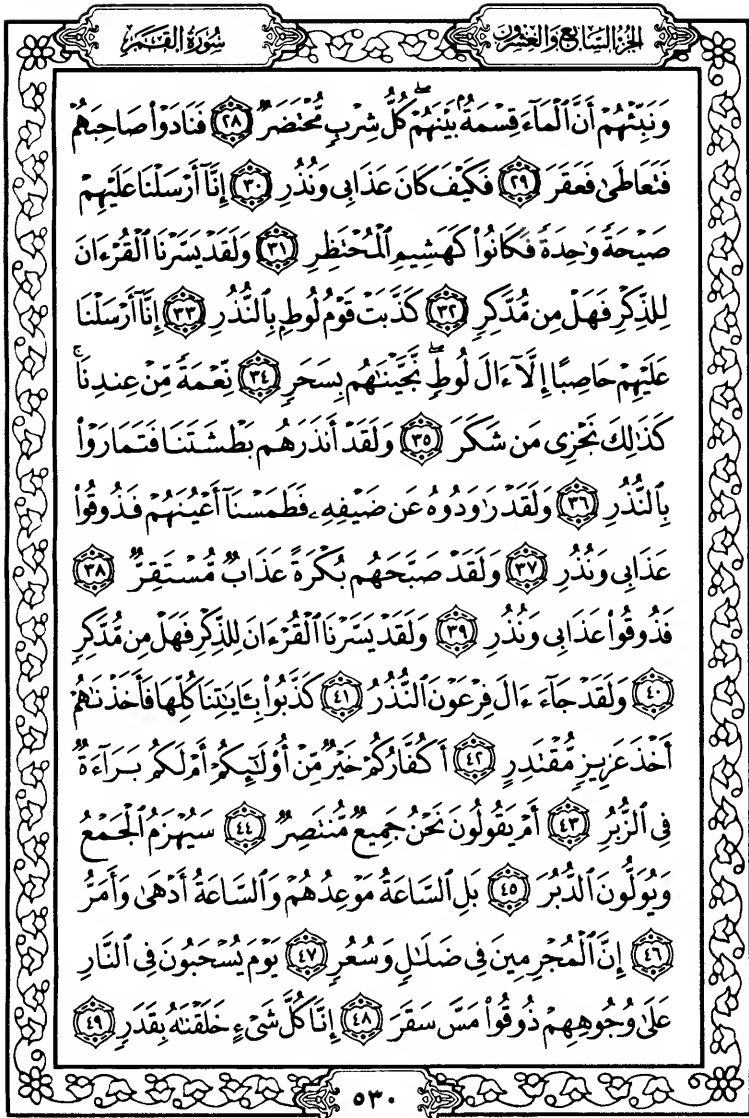 الجزء السابع والعشرون
سورة القمر
وَنَبِّئْهُمْ أَنَّ ٱلْمَآءَ قِسْمَةٌۢ بَيْنَهُمْ ۖ كُلُّ شِرْبٍ مُّحْتَضَرٌ ﴿٢٨﴾ فَنَادَوْا۟ صَاحِبَهُمْ
فَتَعَاطَىٰ فَعَقَرَ ﴿٢٩﴾ فَكَيْفَ كَانَ عَذَابِى وَنُذُرِ ﴿٣٠﴾ إِنَّآ أَرْسَلْنَا عَلَيْهِمْ
صَيْحَةً وَٰحِدَةً فَكَانُوا۟ كَهَشِيمِ ٱلْمُحْتَظِرِ ﴿٣١﴾ وَلَقَدْ يَسَّرْنَا ٱلْقُرْءَانَ
لِلذِّكْرِ فَهَلْ مِن مُّدَّكِرٍ ﴿٣٢﴾ كَذَّبَتْ قَوْمُ لُوطٍۭ بِٱلنُّذُرِ ﴿٣٣﴾ إِنَّآ أَرْسَلْنَا
عَلَيْهِمْ حَاصِبًا إِلَّآ ءَالَ لُوطٍ ۖ نَّجَّيْنَٰهُم بِسَحَرٍ ﴿٣٤﴾ نِّعْمَةً مِّنْ عِندِنَا ۚ
كَذَٰلِكَ نَجْزِى مَن شَكَرَ ﴿٣٥﴾ وَلَقَدْ أَنذَرَهُم بَطْشَتَنَا فَتَمَارَوْا۟
بِٱلنُّذُرِ ﴿٣٦﴾ وَلَقَدْ رَٰوَدُوهُ عَن ضَيْفِهِۦ فَطَمَسْنَآ أَعْيُنَهُمْ فَذُوقُوا۟
عَذَابِى وَنُذُرِ ﴿٣٧﴾ وَلَقَدْ صَبَّحَهُم بُكْرَةً عَذَابٌ مُّسْتَقِرٌّ ﴿٣٨﴾
فَذُوقُوا۟ عَذَابِى وَنُذُرِ ﴿٣٩﴾ وَلَقَدْ يَسَّرْنَا ٱلْقُرْءَانَ لِلذِّكْرِ فَهَلْ مِن مُّدَّكِرٍ
﴿٤٠﴾ وَلَقَدْ جَآءَ ءَالَ فِرْعَوْنَ ٱلنُّذُرُ ﴿٤١﴾ كَذَّبُوا۟ بِـَٔايَٰتِنَا كُلِّهَا فَأَخَذْنَٰهُمْ
أَخْذَ عَزِيزٍ مُّقْتَدِرٍ ﴿٤٢﴾ أَكُفَّارُكُمْ خَيْرٌ مِّنْ أُو۟لَٰٓئِكُمْ أَمْ لَكُم بَرَآءَةٌ
فِى ٱلزُّبُرِ ﴿٤٣﴾ أَمْ يَقُولُونَ نَحْنُ جَمِيعٌ مُّنتَصِرٌ ﴿٤٤﴾ سَيُهْزَمُ ٱلْجَمْعُ
وَيُوَلُّونَ ٱلدُّبُرَ ﴿٤٥﴾ بَلِ ٱلسَّاعَةُ مَوْعِدُهُمْ وَٱلسَّاعَةُ أَدْهَىٰ وَأَمَرُّ
﴿٤٦﴾ إِنَّ ٱلْمُجْرِمِينَ فِى ضَلَٰلٍ وَسُعُرٍ ﴿٤٧﴾ يَوْمَ يُسْحَبُونَ فِى ٱلنَّارِ
عَلَىٰ وُجُوهِهِمْ ذُوقُوا۟ مَسَّ سَقَرَ ﴿٤٨﴾ إِنَّا كُلَّ شَىْءٍ خَلَقْنَٰهُ بِقَدَرٍ ﴿٤٩﴾
٥٣٠